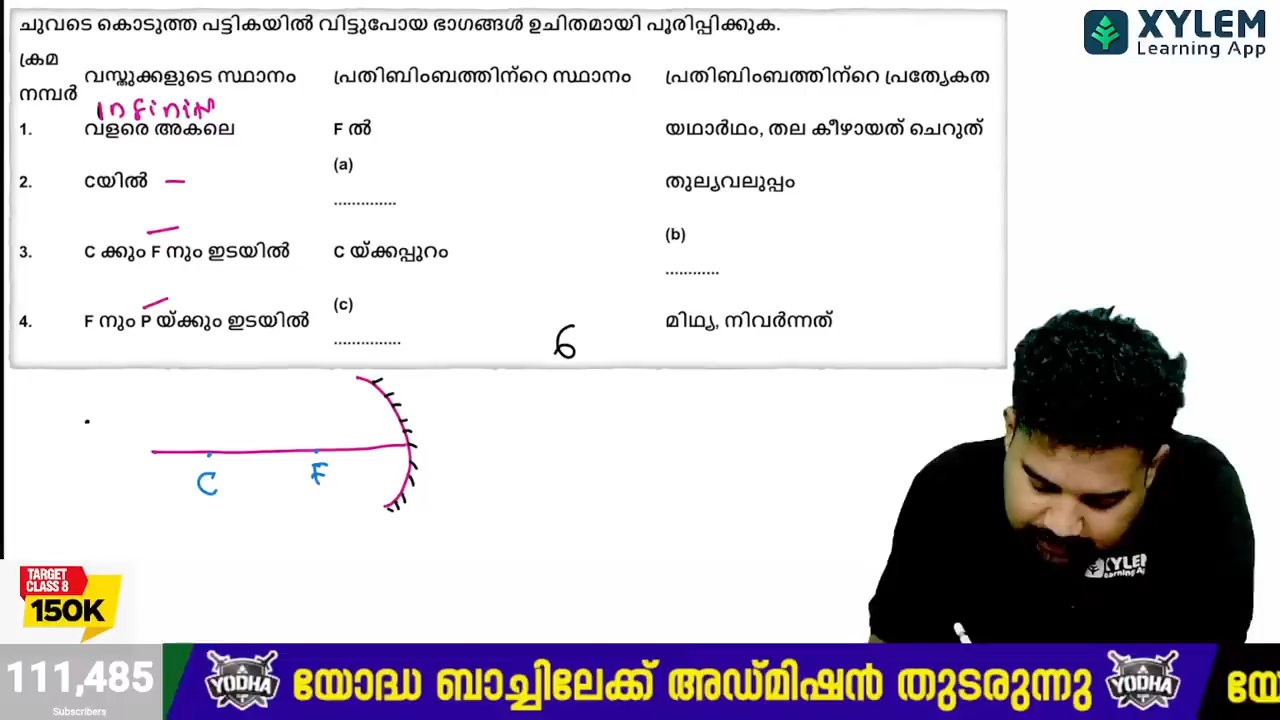 ചുവടെ കൊടുത്ത പട്ടികയിൽ വിട്ടുപോയ ഭാഗങ്ങൾ ഉചിതമായി പൂരിപ്പിക്കുക.
XYLEM
Learning App
ക്രമ നമ്പർ വസ്തുക്കളുടെ സ്ഥാനം പ്രതിബിംബത്തിന്റെ സ്ഥാനം പ്രതിബിംബത്തിന്റെ പ്രത്യേകത
1. വളരെ അകലെ F ൽ യഥാർഥം, തല കീഴായത് ചെറുത്
(a)
2. Cയിൽ തുല്യവലുപ്പം
..............
(b)
3. C ക്കും F നും ഇടയിൽ C യ്ക്കപ്പുറം
............
(c)
4. F നും P യ്ക്കും ഇടയിൽ മിഥ്യ, നിവർന്നത്
...............
6
C F
XYLEM
TARGET
CLASS 8
150K
111,485
Subscribers
YODHA യോദ്ധ ബാച്ചിലേക്ക് അഡ്മിഷൻ തുടരുന്നു YODHA